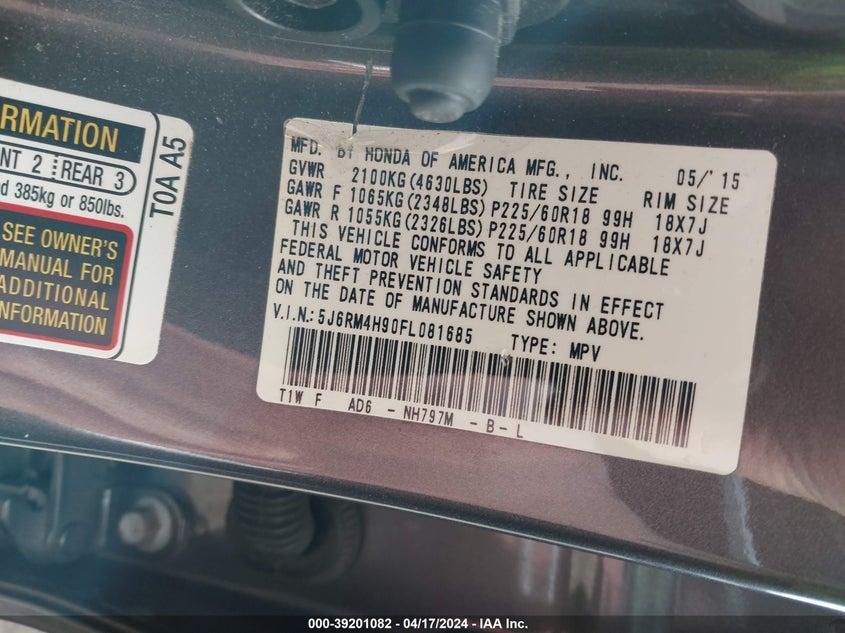 RMATION
NT 2 REAR 3
d 385kg or 850lbs.
SEE OWNER'S
MANUAL FOR
ADDITIONAL
INFORMATION
T0A A5
MFD. BY HONDA OF AMERICA MFG., INC. 05/'15
GVWR 2100KG(4630LBS) TIRE SIZE RIM SIZE
GAWR F 1065KG(2348LBS)P225/60R18 99H 18X7J
GAWR R 1055KG(2326LBS)P225/60R18 99H 18X7J
THIS VEHICLE CONFORMS TO ALL APPLICABLE
FEDERAL MOTOR VEHICLE SAFETY
AND THEFT PREVENTION STANDARDS IN EFFECT
ON THE DATE OF MANUFACTURE SHOWN ABOVE.
V.I.N.:5J6RM4H90FL081685 TYPE: MPV
T1W F AD6 - NH797M - B - L
000-39201082 - 04/17/2024 - IAA Inc.